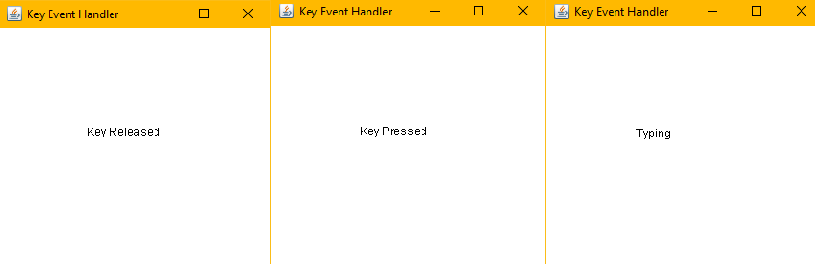 Key Event Handler
Key Released
Key Event Handler
Key Pressed
Key Event Handler
Typing